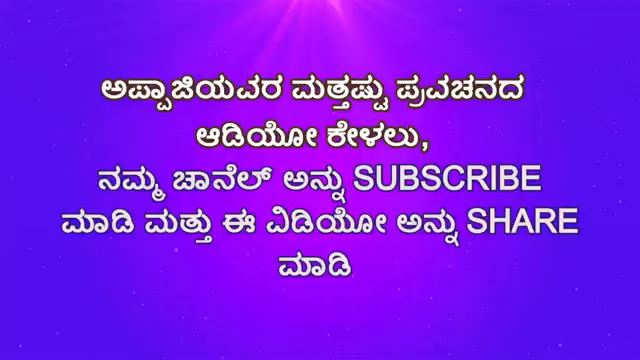 ಅಪ್ಪಾಜಿಯವರ ಮತ್ತಷ್ಟು ಪ್ರವಚನದ
ಆಡಿಯೋ ಕೇಳಲು,
ನಮ್ಮ ಚಾನೆಲ್ ಅನ್ನು SUBSCRIBE
ಮಾಡಿ ಮತ್ತು ಈ ವಿಡಿಯೋ ಅನ್ನು SHARE
ಮಾಡಿ